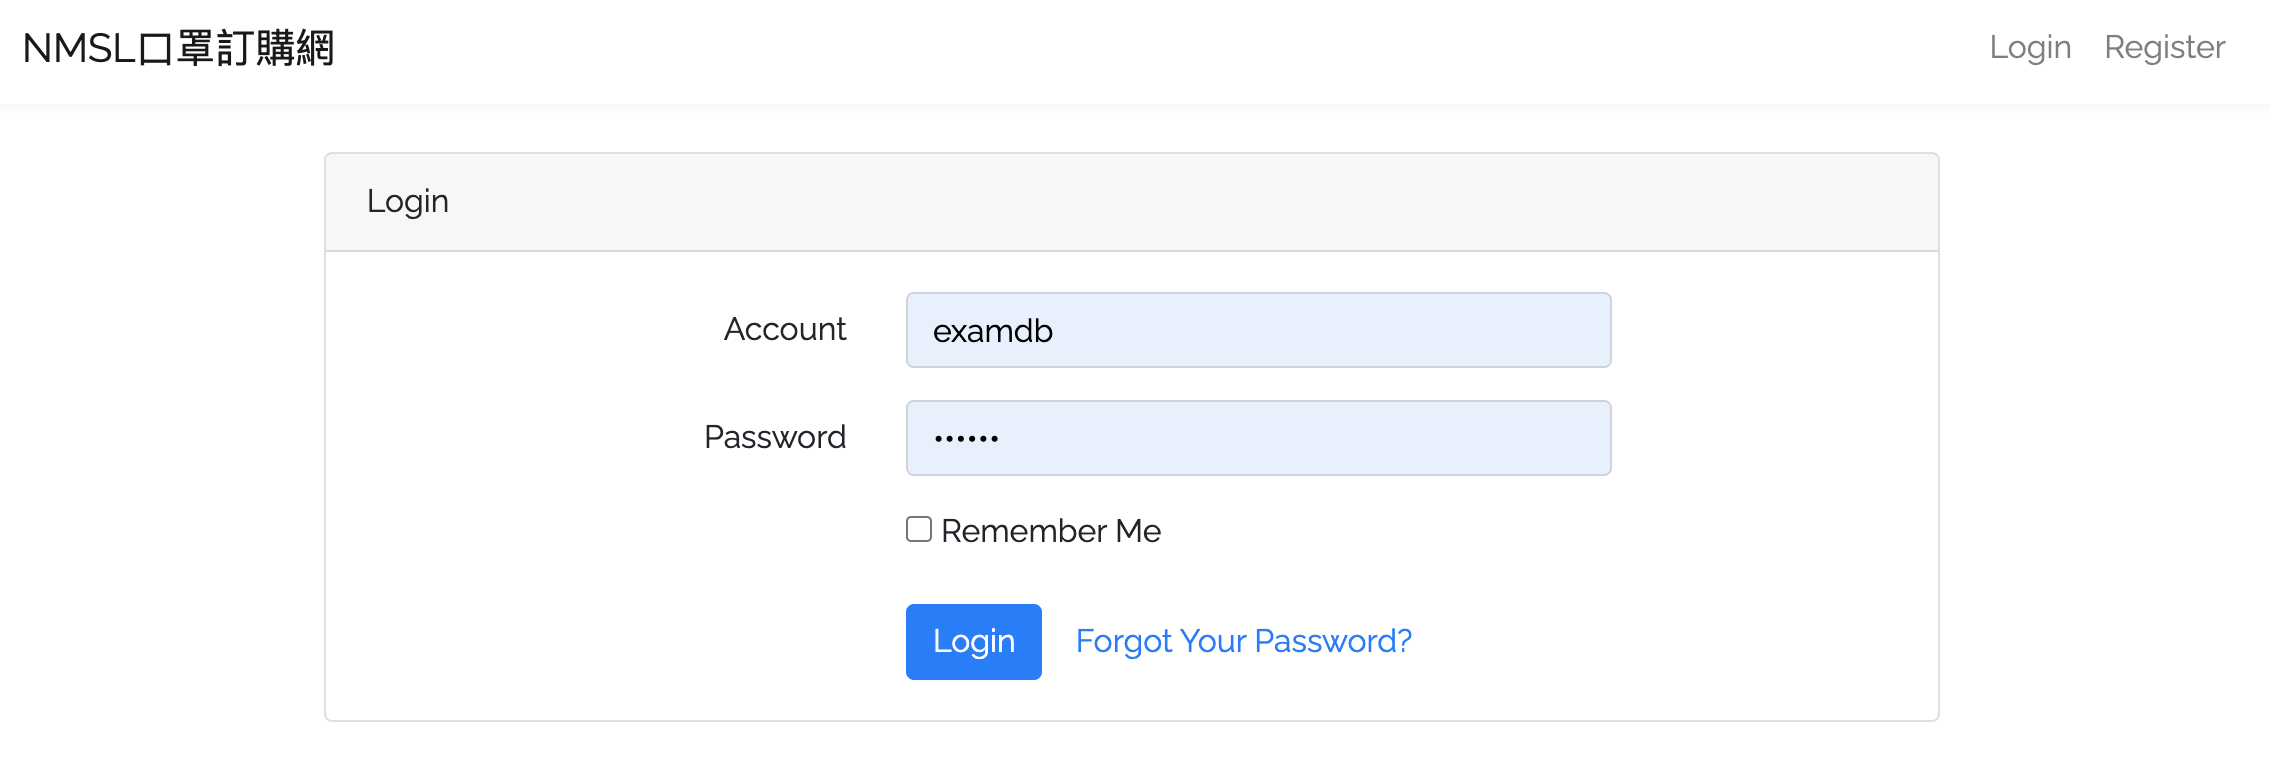 NMSL口罩訂購網
Login Register
Login
Account examdb
Password ••••••
Remember Me
Login Forgot Your Password?